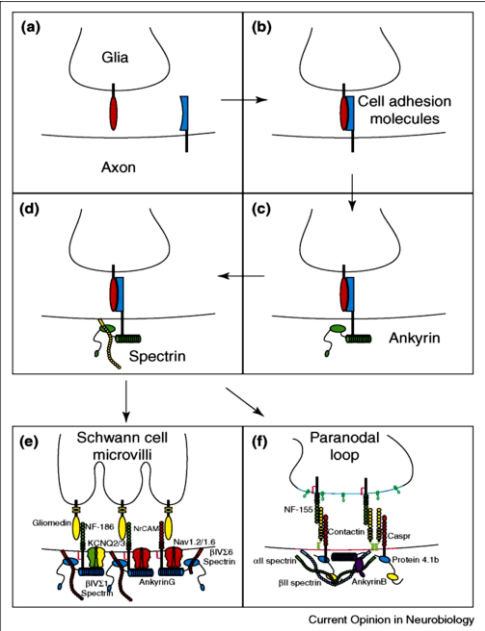 (a)
Glia
Axon
(b)
Cell adhesion
molecules
(d)
Spectrin
(c)
Ankyrin
(e)
Schwann cell
microvilli
Gliomedin
NF-186
NrCAM
KCNQ2/3
Nav1.2/1.6
βIVΣ6
Spectrin
βIVΣ1
Spectrin
AnkyrinG
(f)
Paranodal
loop
NF-155
Contactin
Caspr
αII spectrin
Protein 4.1b
βII spectrin
AnkyrinB
Current Opinion in Neurobiology